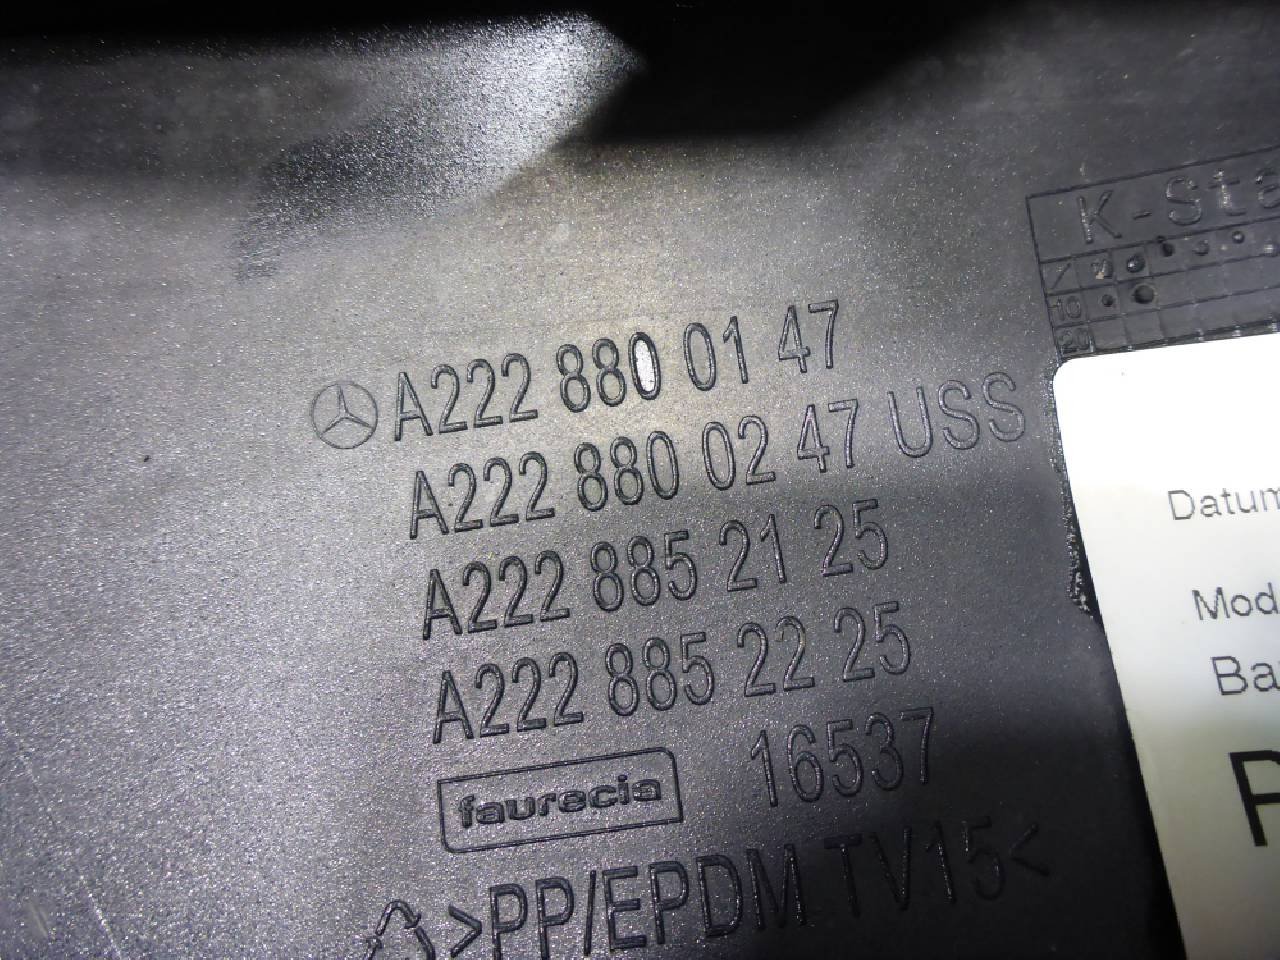 K-Sta
10
20
A222 880 01 47
A222 880 02 47 USS
A222 885 21 25
A222 885 22 25
faurecia 16537
>PP/EPDM TV15<
Datum
Mod
Ba